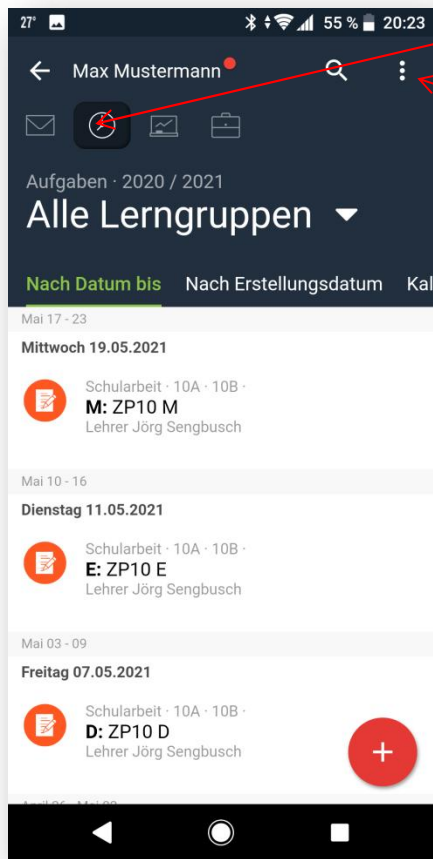 27° 55 % 20:23
Max Mustermann
Aufgaben · 2020 / 2021
Alle Lerngruppen
Nach Datum bis Nach Erstellungsdatum Kal
Mai 17 - 23
Mittwoch 19.05.2021
Schularbeit · 10A · 10B ·
M: ZP10 M
Lehrer Jörg Sengbusch
Mai 10 - 16
Dienstag 11.05.2021
Schularbeit · 10A · 10B ·
E: ZP10 E
Lehrer Jörg Sengbusch
Mai 03 - 09
Freitag 07.05.2021
Schularbeit · 10A · 10B ·
D: ZP10 D
Lehrer Jörg Sengbusch